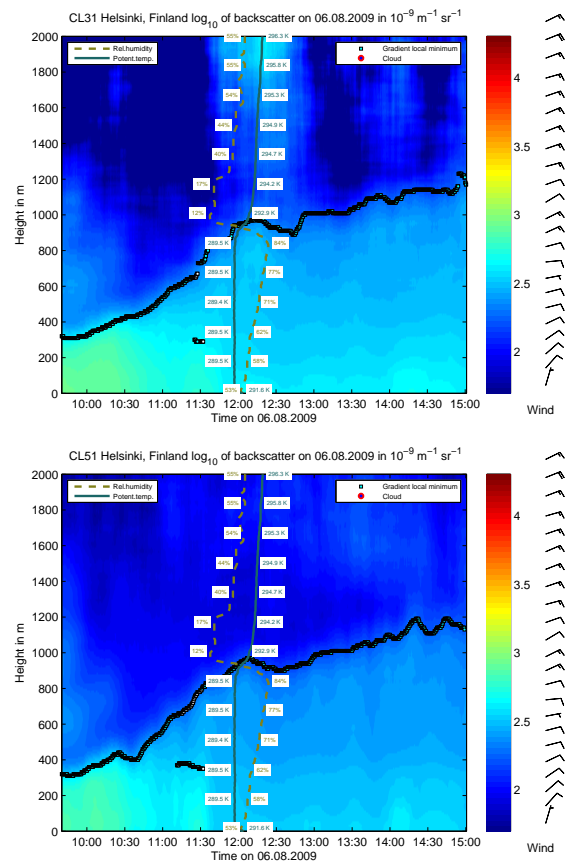 CL31 Helsinki, Finland log10 of backscatter on 06.08.2009 in 10−9 m−1 sr−1
2000
1800
1600
1400
1200
1000
800
600
400
200
0
Height in m
Rel.humidity
Potent.temp.
Gradient local minimum
Cloud
55% 296.3 K
55% 295.8 K
54% 295.3 K
44% 294.9 K
40% 294.7 K
17% 294.2 K
12% 292.9 K
289.5 K 84%
289.5 K 77%
289.4 K 71%
289.5 K 62%
289.5 K 58%
53% 291.6 K
10:00 10:30 11:00 11:30 12:00 12:30 13:00 13:30 14:00 14:30 15:00
Time on 06.08.2009
4
3.5
3
2.5
2
Wind
CL51 Helsinki, Finland log10 of backscatter on 06.08.2009 in 10−9 m−1 sr−1
2000
1800
1600
1400
1200
1000
800
600
400
200
0
Height in m
Rel.humidity
Potent.temp.
Gradient local minimum
Cloud
55% 296.3 K
55% 295.8 K
54% 295.3 K
44% 294.9 K
40% 294.7 K
17% 294.2 K
12% 292.9 K
289.5 K 84%
289.5 K 77%
289.4 K 71%
289.5 K 62%
289.5 K 58%
53% 291.6 K
10:00 10:30 11:00 11:30 12:00 12:30 13:00 13:30 14:00 14:30 15:00
Time on 06.08.2009
4
3.5
3
2.5
2
Wind